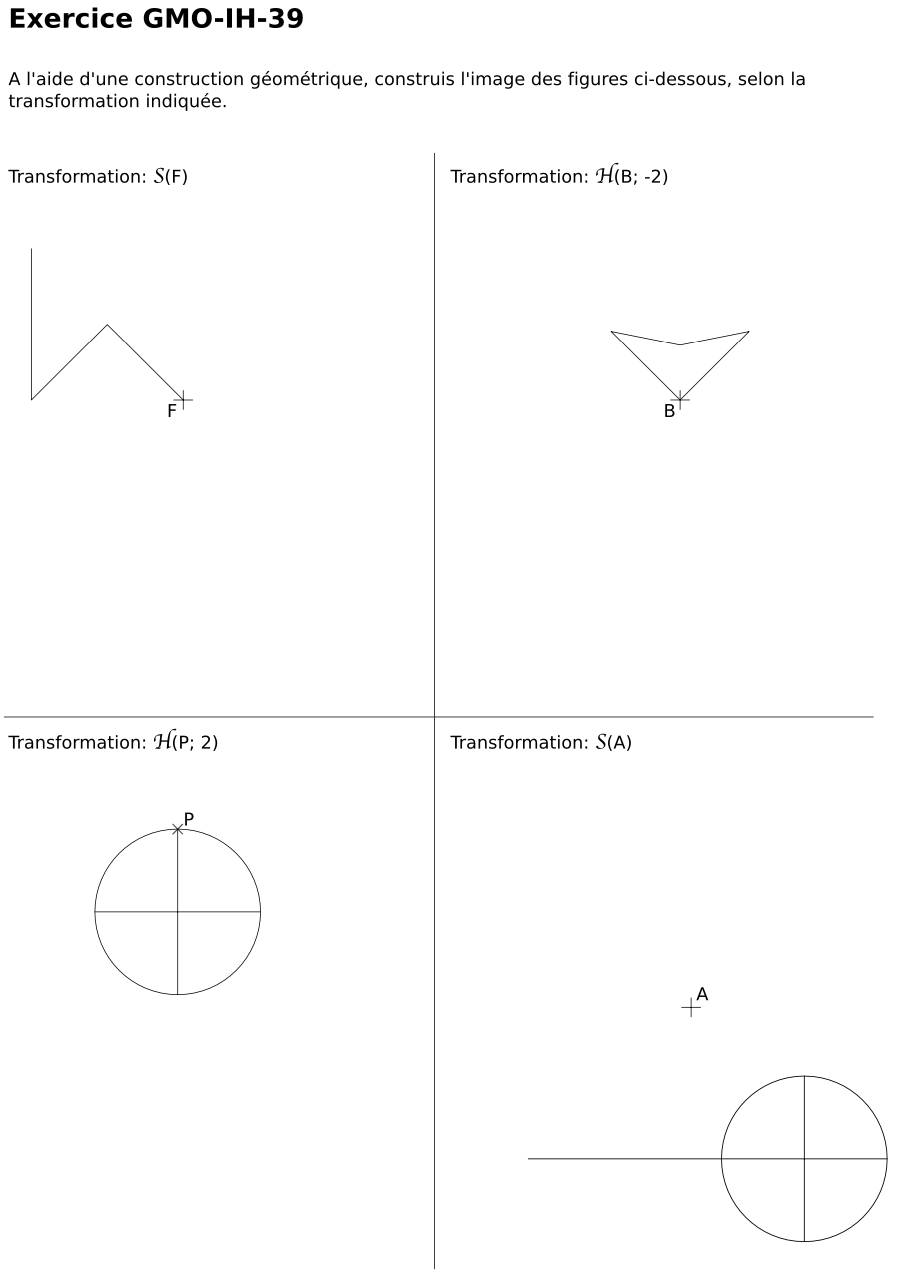 Exercice GMO-IH-39
A l'aide d'une construction géométrique, construis l'image des figures ci-dessous, selon la
transformation indiquée.
Transformation: 𝒮(F)
Transformation: ℋ(B; -2)
F
B
Transformation: ℋ(P; 2)
Transformation: 𝒮(A)
P
A